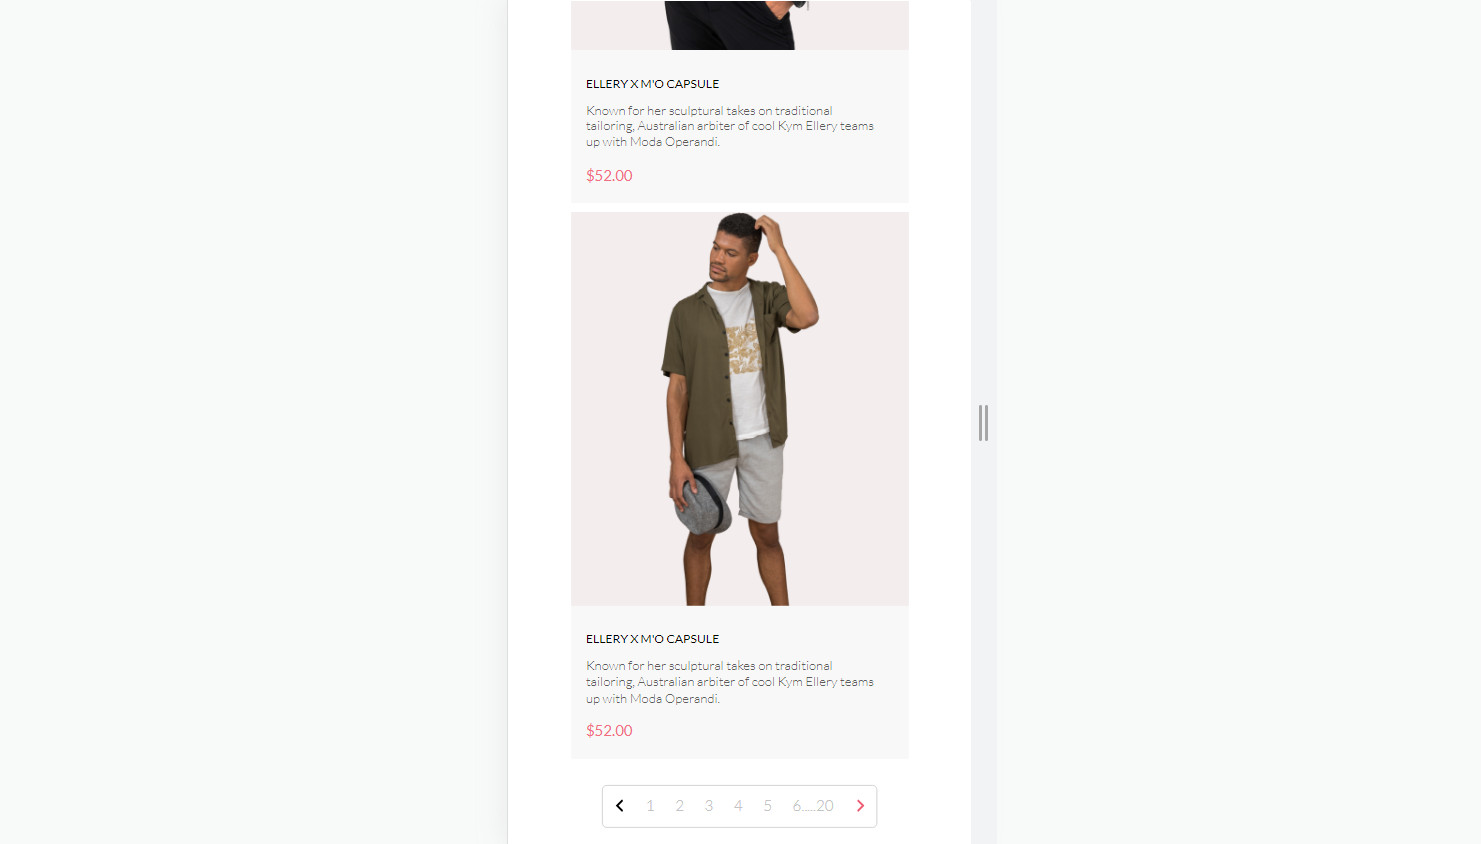 ELLERY X M'O CAPSULE
Known for her sculptural takes on traditional
tailoring, Australian arbiter of cool Kym Ellery teams
up with Moda Operandi.
$52.00
ELLERY X M'O CAPSULE
Known for her sculptural takes on traditional
tailoring, Australian arbiter of cool Kym Ellery teams
up with Moda Operandi.
$52.00
1 2 3 4 5 6.....20